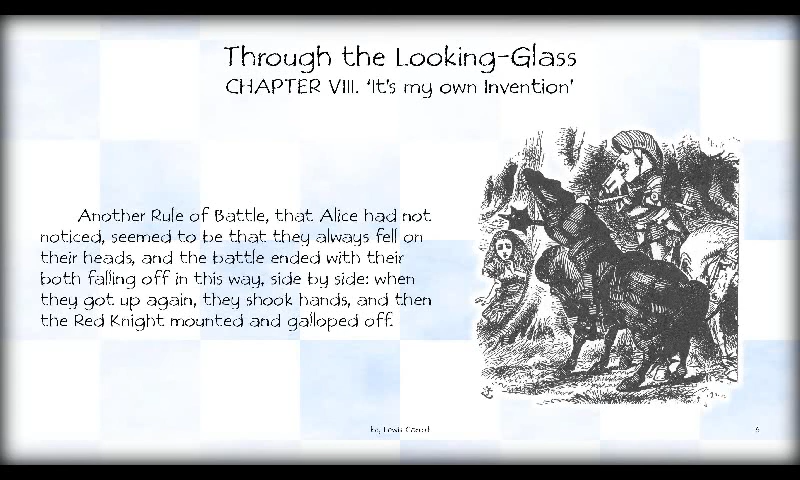 Through the Looking-Glass
CHAPTER VIII. 'It's my own Invention'
Another Rule of Battle, that Alice had not
noticed, seemed to be that they always fell on
their heads, and the battle ended with their
both falling off in this way, side by side: when
they got up again, they shook hands, and then
the Red Knight mounted and galloped off.
by Lewis Carroll